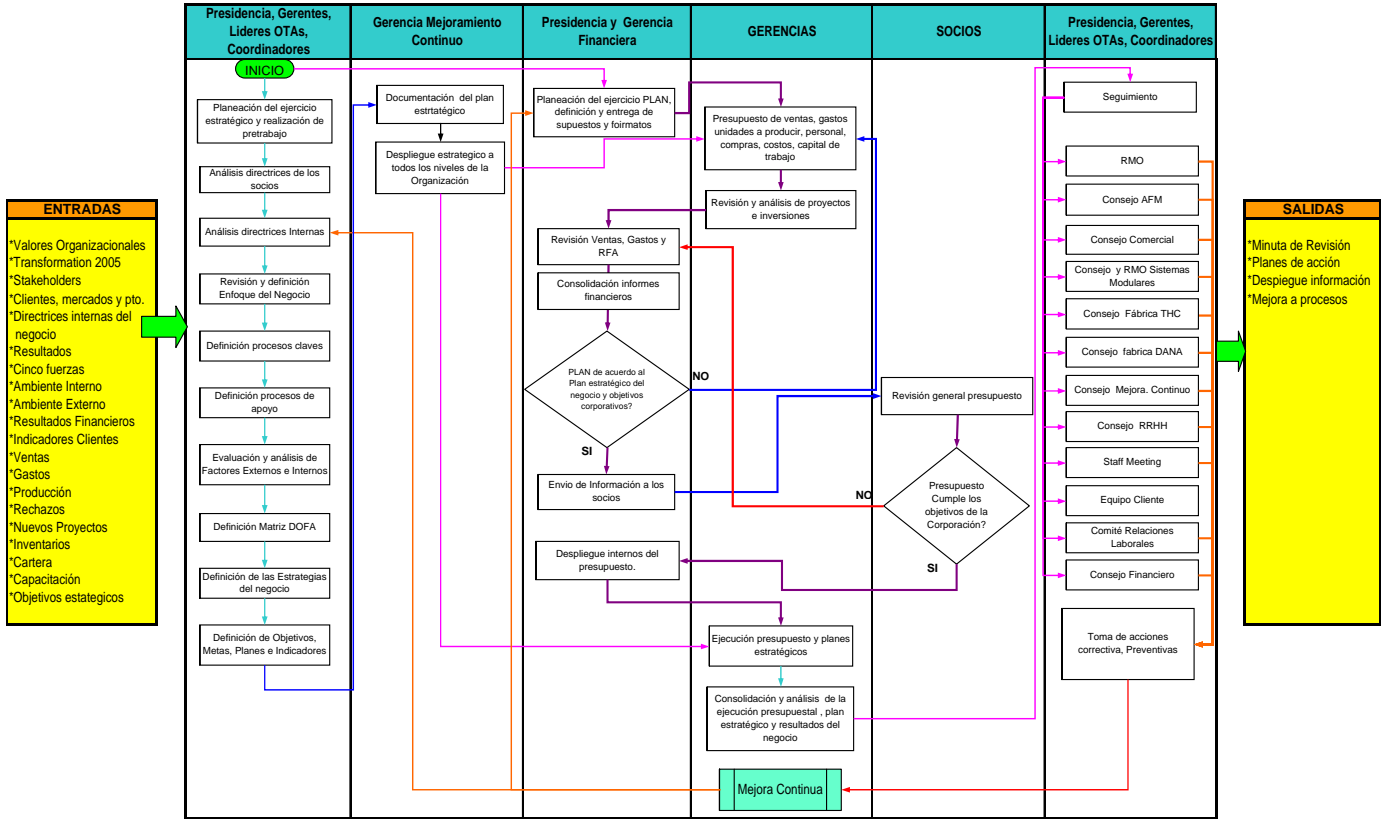 Presidencia, Gerentes,
Lideres OTAs,
Coordinadores
Gerencia Mejoramiento
Continuo
Presidencia y Gerencia
Financiera
GERENCIAS
SOCIOS
Presidencia, Gerentes,
Lideres OTAs, Coordinadores
ENTRADAS
*Valores Organizacionales
*Transformation 2005
*Stakeholders
*Clientes, mercados y pto.
*Directrices internas del
negocio
*Resultados
*Cinco fuerzas
*Ambiente Interno
*Ambiente Externo
*Resultados Financieros
*Indicadores Clientes
*Ventas
*Gastos
*Producción
*Rechazos
*Nuevos Proyectos
*Inventarios
*Cartera
*Capacitación
*Objetivos estategicos
INICIO
Planeación del ejercicio
estratégico y realización de
pretrabajo
Análisis directrices de los
socios
Análisis directrices Internas
Revisión y definición
Enfoque del Negocio
Definición procesos claves
Definición procesos de
apoyo
Evaluación y análisis de
Factores Externos e Internos
Definición Matriz DOFA
Definición de las Estrategias
del negocio
Definición de Objetivos,
Metas, Planes e Indicadores
Documentación del plan
estrtatégico
Despliegue estrategico a
todos los niveles de la
Organización
Planeación del ejercicio PLAN,
definición y entrega de
supuestos y foirmatos
Revisión Ventas, Gastos y
RFA
Consolidación informes
financieros
PLAN de acuerdo al
Plan estratégico del
negocio y objetivos
corporativos?
NO
SI
Envio de Información a los
socios
Despliegue internos del
presupuesto.
Presupuesto de ventas, gastos
unidades a producir, personal,
compras, costos, capital de
trabajo
Revisión y análisis de proyectos
e inversiones
Ejecución presupuesto y planes
estratégicos
Consolidación y análisis de la
ejecución presupuestal , plan
estratégico y resultados del
negocio
Mejora Continua
Revisión general presupuesto
Presupuesto
Cumple los
objetivos de la
Corporación?
NO
SI
Seguimiento
RMO
Consejo AFM
Consejo Comercial
Consejo y RMO Sistemas
Modulares
Consejo Fábrica THC
Consejo fabrica DANA
Consejo Mejora. Continuo
Consejo RRHH
Staff Meeting
Equipo Cliente
Comité Relaciones
Laborales
Consejo Financiero
Toma de acciones
correctiva, Preventivas
SALIDAS
*Minuta de Revisión
*Planes de acción
*Despiegue información
*Mejora a procesos